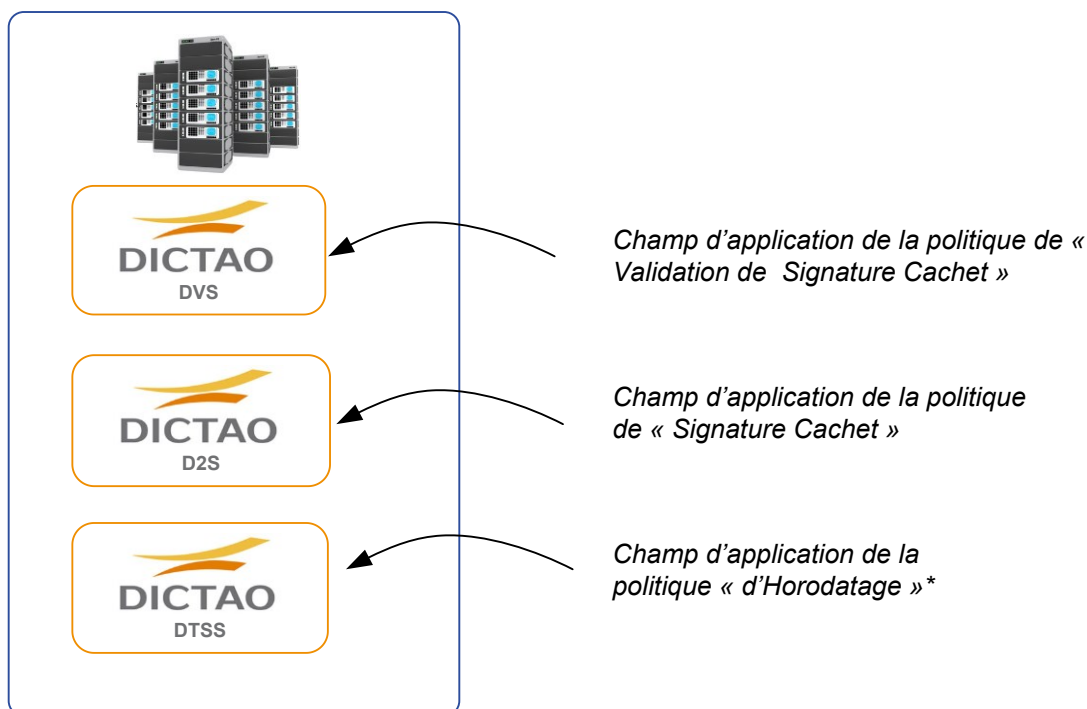 DICTAO
DVS
Champ d’application de la politique de «
Validation de Signature Cachet »
DICTAO
D2S
Champ d’application de la politique
de « Signature Cachet »
DICTAO
DTSS
Champ d’application de la
politique « d’Horodatage »*